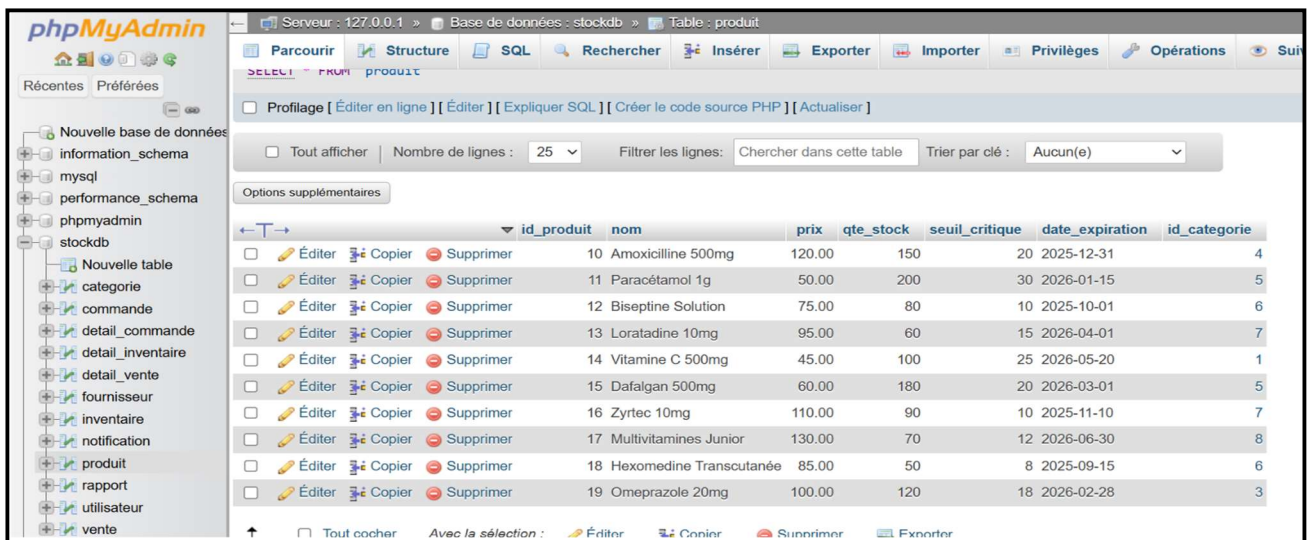 phpMyAdmin
Récentes Préférées
Nouvelle base de données
information_schema
mysql
performance_schema
phpmyadmin
stockdb
Nouvelle table
categorie
commande
detail_commande
detail_inventaire
detail_vente
fournisseur
inventaire
notification
produit
rapport
utilisateur
vente
Serveur : 127.0.0.1 » Base de données : stockdb » Table : produit
Parcourir Structure SQL Rechercher Insérer Exporter Importer Privilèges Opérations Suiv
SELECT * FROM `produit`
Profilage [ Éditer en ligne ] [ Éditer ] [ Expliquer SQL ] [ Créer le code source PHP ] [ Actualiser ]
Tout afficher | Nombre de lignes : 25 Filtrer les lignes: Chercher dans cette table Trier par clé : Aucun(e)
Options supplémentaires
←T→ id_produit nom prix qte_stock seuil_critique date_expiration id_categorie
Éditer Copier Supprimer 10 Amoxicilline 500mg 120.00 150 20 2025-12-31 4
Éditer Copier Supprimer 11 Paracétamol 1g 50.00 200 30 2026-01-15 5
Éditer Copier Supprimer 12 Biseptine Solution 75.00 80 10 2025-10-01 6
Éditer Copier Supprimer 13 Loratadine 10mg 95.00 60 15 2026-04-01 7
Éditer Copier Supprimer 14 Vitamine C 500mg 45.00 100 25 2026-05-20 1
Éditer Copier Supprimer 15 Dafalgan 500mg 60.00 180 20 2026-03-01 5
Éditer Copier Supprimer 16 Zyrtec 10mg 110.00 90 10 2025-11-10 7
Éditer Copier Supprimer 17 Multivitamines Junior 130.00 70 12 2026-06-30 8
Éditer Copier Supprimer 18 Hexomedine Transcutanée 85.00 50 8 2025-09-15 6
Éditer Copier Supprimer 19 Omeprazole 20mg 100.00 120 18 2026-02-28 3
Tout cocher Avec la sélection : Éditer Copier Supprimer Exporter